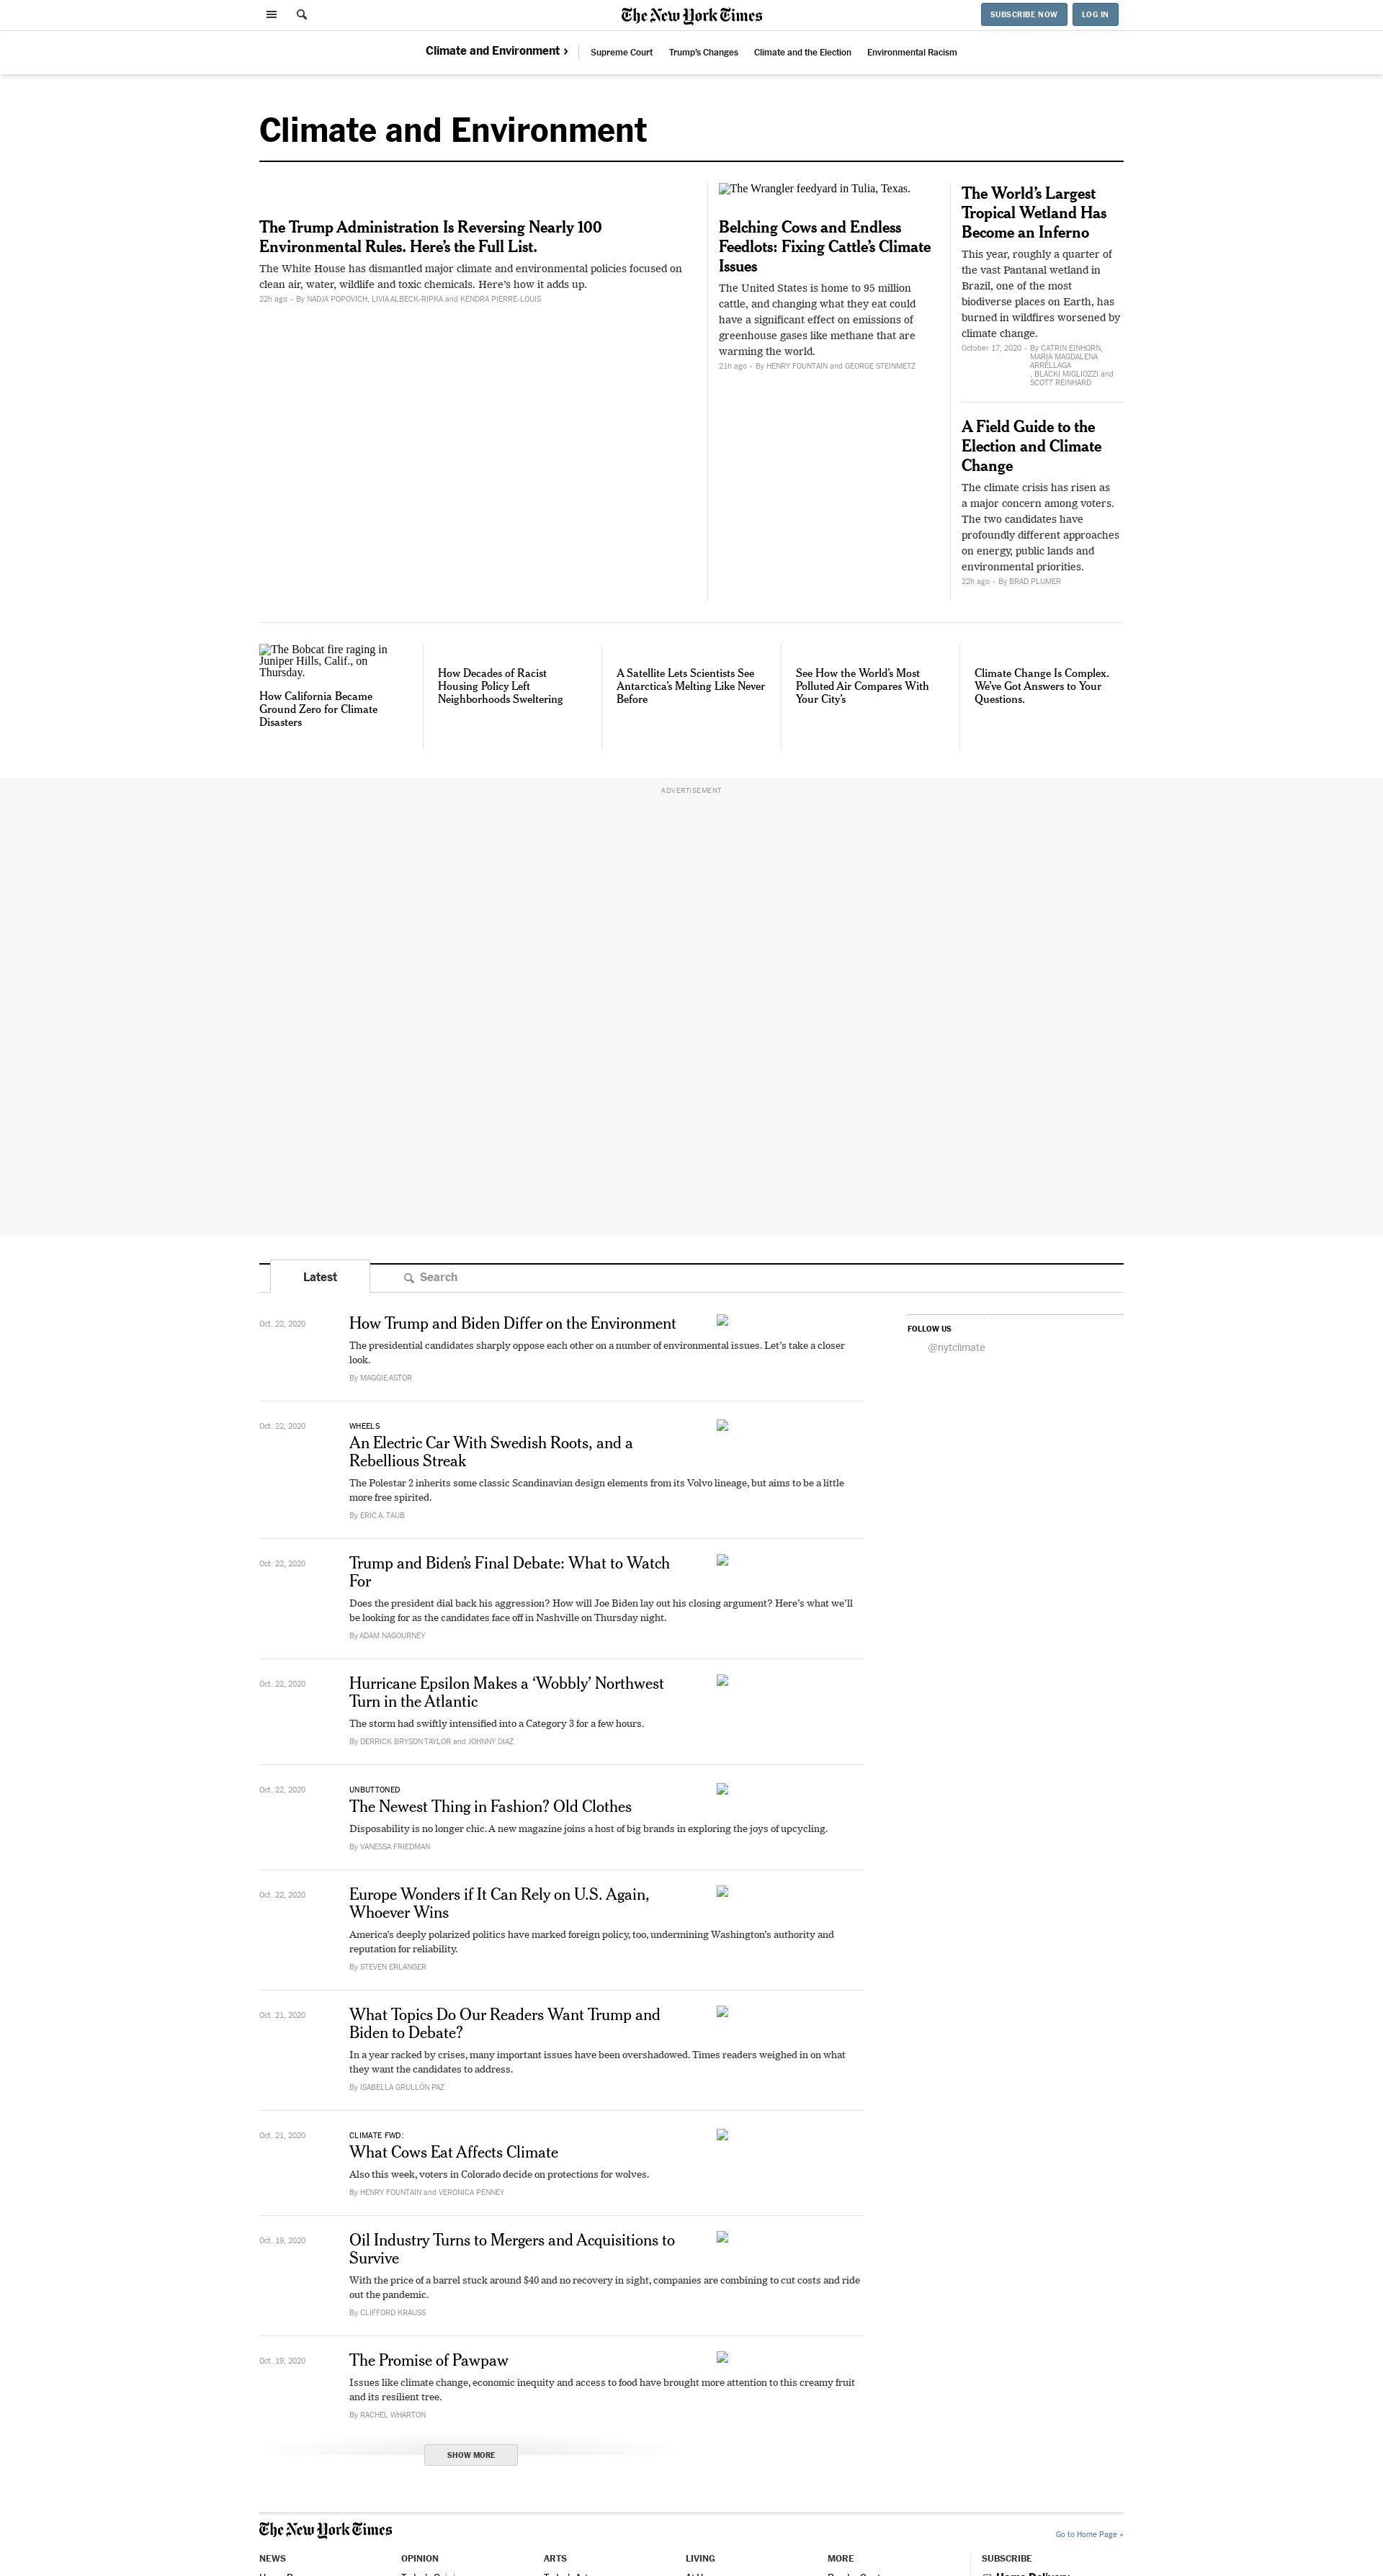 The New York Times
SUBSCRIBE NOW
LOG IN
Climate and Environment ›
Supreme Court
Trump's Changes
Climate and the Election
Environmental Racism
Climate and Environment
The Trump Administration Is Reversing Nearly 100
Environmental Rules. Here's the Full List.
The White House has dismantled major climate and environmental policies focused on
clean air, water, wildlife and toxic chemicals. Here's how it adds up.
22h ago • By NADJA POPOVICH, LIVIA ALBECK-RIPKA and KENDRA PIERRE-LOUIS
The Wrangler feedyard in Tulia, Texas.
Belching Cows and Endless
Feedlots: Fixing Cattle's Climate
Issues
The United States is home to 95 million
cattle, and changing what they eat could
have a significant effect on emissions of
greenhouse gases like methane that are
warming the world.
21h ago • By HENRY FOUNTAIN and GEORGE STEINMETZ
The World's Largest
Tropical Wetland Has
Become an Inferno
This year, roughly a quarter of
the vast Pantanal wetland in
Brazil, one of the most
biodiverse places on Earth, has
burned in wildfires worsened by
climate change.
October 17, 2020 • By CATRIN EINHORN,
MARIA MAGDALENA
ARRÉLLAGA
, BLACKI MIGLIOZZI and
SCOTT REINHARD
A Field Guide to the
Election and Climate
Change
The climate crisis has risen as
a major concern among voters.
The two candidates have
profoundly different approaches
on energy, public lands and
environmental priorities.
22h ago • By BRAD PLUMER
The Bobcat fire raging in
Juniper Hills, Calif., on
Thursday.
How California Became
Ground Zero for Climate
Disasters
How Decades of Racist
Housing Policy Left
Neighborhoods Sweltering
A Satellite Lets Scientists See
Antarctica's Melting Like Never
Before
See How the World's Most
Polluted Air Compares With
Your City's
Climate Change Is Complex.
We've Got Answers to Your
Questions.
ADVERTISEMENT
Latest
Search
Oct. 22, 2020
How Trump and Biden Differ on the Environment
The presidential candidates sharply oppose each other on a number of environmental issues. Let's take a closer
look.
By MAGGIE ASTOR
FOLLOW US
@nytclimate
Oct. 22, 2020
WHEELS
An Electric Car With Swedish Roots, and a
Rebellious Streak
The Polestar 2 inherits some classic Scandinavian design elements from its Volvo lineage, but aims to be a little
more free spirited.
By ERIC A. TAUB
Oct. 22, 2020
Trump and Biden's Final Debate: What to Watch
For
Does the president dial back his aggression? How will Joe Biden lay out his closing argument? Here's what we'll
be looking for as the candidates face off in Nashville on Thursday night.
By ADAM NAGOURNEY
Oct. 22, 2020
Hurricane Epsilon Makes a 'Wobbly' Northwest
Turn in the Atlantic
The storm had swiftly intensified into a Category 3 for a few hours.
By DERRICK BRYSON TAYLOR and JOHNNY DIAZ
Oct. 22, 2020
UNBUTTONED
The Newest Thing in Fashion? Old Clothes
Disposability is no longer chic. A new magazine joins a host of big brands in exploring the joys of upcycling.
By VANESSA FRIEDMAN
Oct. 22, 2020
Europe Wonders if It Can Rely on U.S. Again,
Whoever Wins
America's deeply polarized politics have marked foreign policy, too, undermining Washington's authority and
reputation for reliability.
By STEVEN ERLANGER
Oct. 21, 2020
What Topics Do Our Readers Want Trump and
Biden to Debate?
In a year racked by crises, many important issues have been overshadowed. Times readers weighed in on what
they want the candidates to address.
By ISABELLA GRULLÓN PAZ
Oct. 21, 2020
CLIMATE FWD:
What Cows Eat Affects Climate
Also this week, voters in Colorado decide on protections for wolves.
By HENRY FOUNTAIN and VERONICA PENNEY
Oct. 19, 2020
Oil Industry Turns to Mergers and Acquisitions to
Survive
With the price of a barrel stuck around $40 and no recovery in sight, companies are combining to cut costs and ride
out the pandemic.
By CLIFFORD KRAUSS
Oct. 19, 2020
The Promise of Pawpaw
Issues like climate change, economic inequity and access to food have brought more attention to this creamy fruit
and its resilient tree.
By RACHEL WHARTON
SHOW MORE
The New York Times
Go to Home Page »
NEWS
OPINION
ARTS
LIVING
MORE
SUBSCRIBE